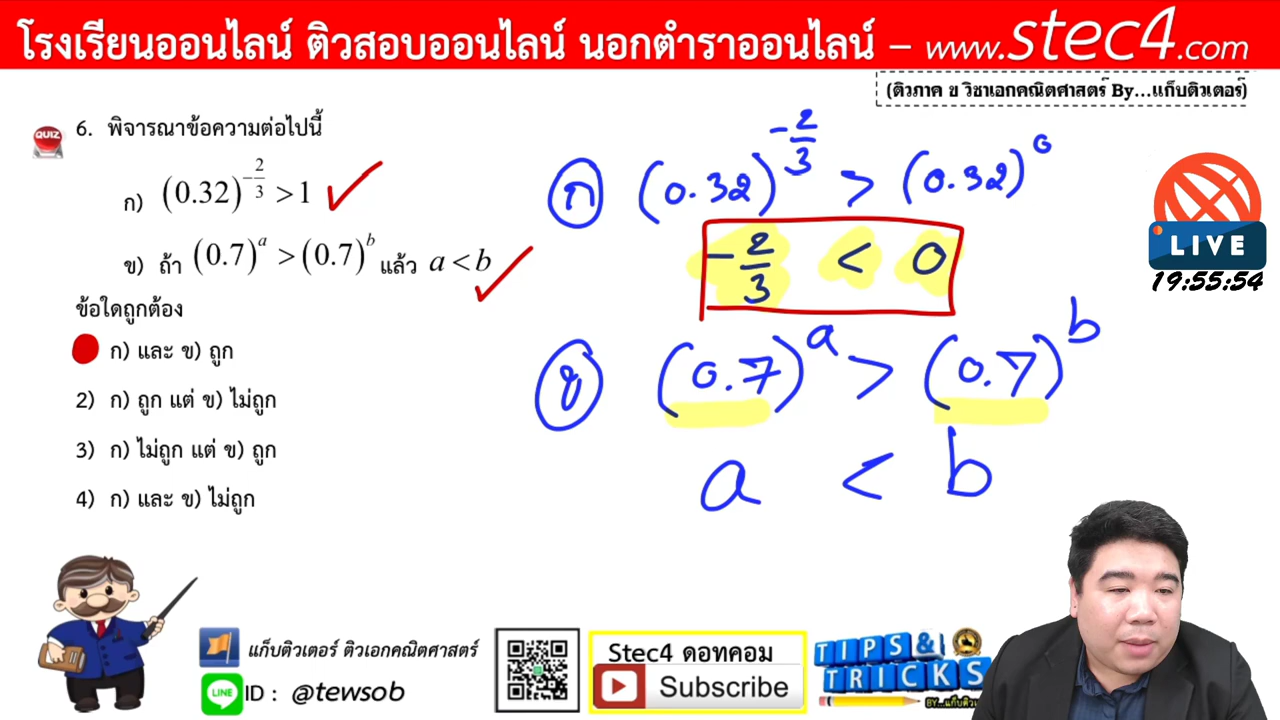 โรงเรียนออนไลน์ ติวสอบออนไลน์ นอกตำราออนไลน์ – www.stec4.com
(ติวภาค ข วิชาเอกคณิตศาสตร์ By...แก็บติวเตอร์)
QUIZ
6. พิจารณาข้อความต่อไปนี้
ก) (0.32)^{-2/3} > 1
ข) ถ้า (0.7)^a > (0.7)^b แล้ว a < b
ข้อใดถูกต้อง
ก) และ ข) ถูก
2) ก) ถูก แต่ ข) ไม่ถูก
3) ก) ไม่ถูก แต่ ข) ถูก
4) ก) และ ข) ไม่ถูก
ก (0.32)^{-2/3} > (0.32)^0
-2/3 < 0
ข (0.7)^a > (0.7)^b
a < b
LIVE
19:55:54
แก็บติวเตอร์ ติวเอกคณิตศาสตร์
LINE ID : @tewsob
Stec4 ดอทคอม
Subscribe
TIPS &
TRICKS